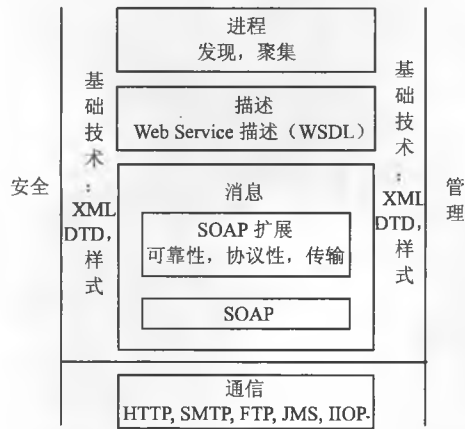 进程
发现，聚集
描述
Web Service 描述（WSDL）
消息
SOAP 扩展
可靠性，协议性，传输
SOAP
通信
HTTP, SMTP, FTP, JMS, IIOP
安全
基础技术：XML DTD，样式
基础技术：XML DTD，样式
管理